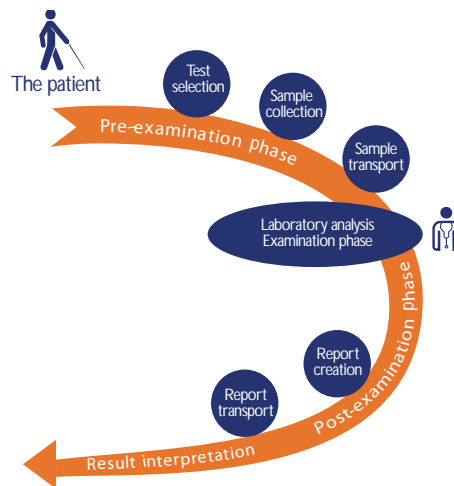 The patient
Test
selection
Sample
collection
Pre-examination phase
Sample
transport
Laboratory analysis
Examination phase
Post-examination phase
Report
creation
Report
transport
Result interpretation